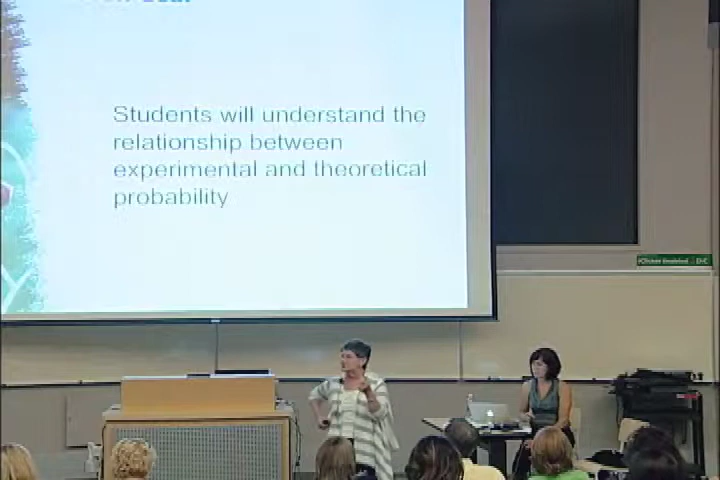 Students will understand the
relationship between
experimental and theoretical
probability